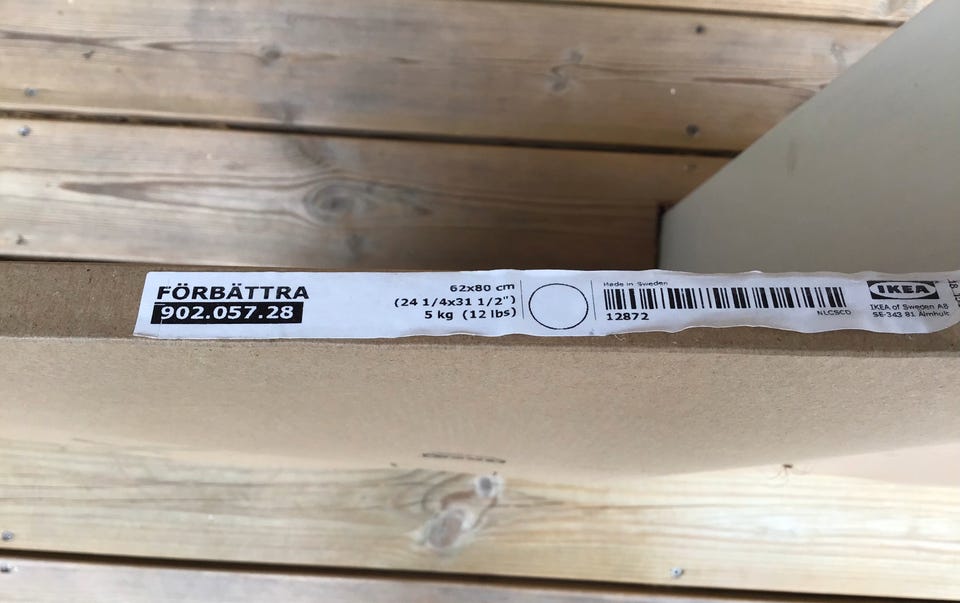 FÖRBÄTTRA
902.057.28
62x80 cm
(24 1/4x31 1/2")
5 kg (12 lbs)
Made in Sweden
12872
NLCSCD
IKEA
IKEA of Sweden AB
SE-343 81 Älmhult